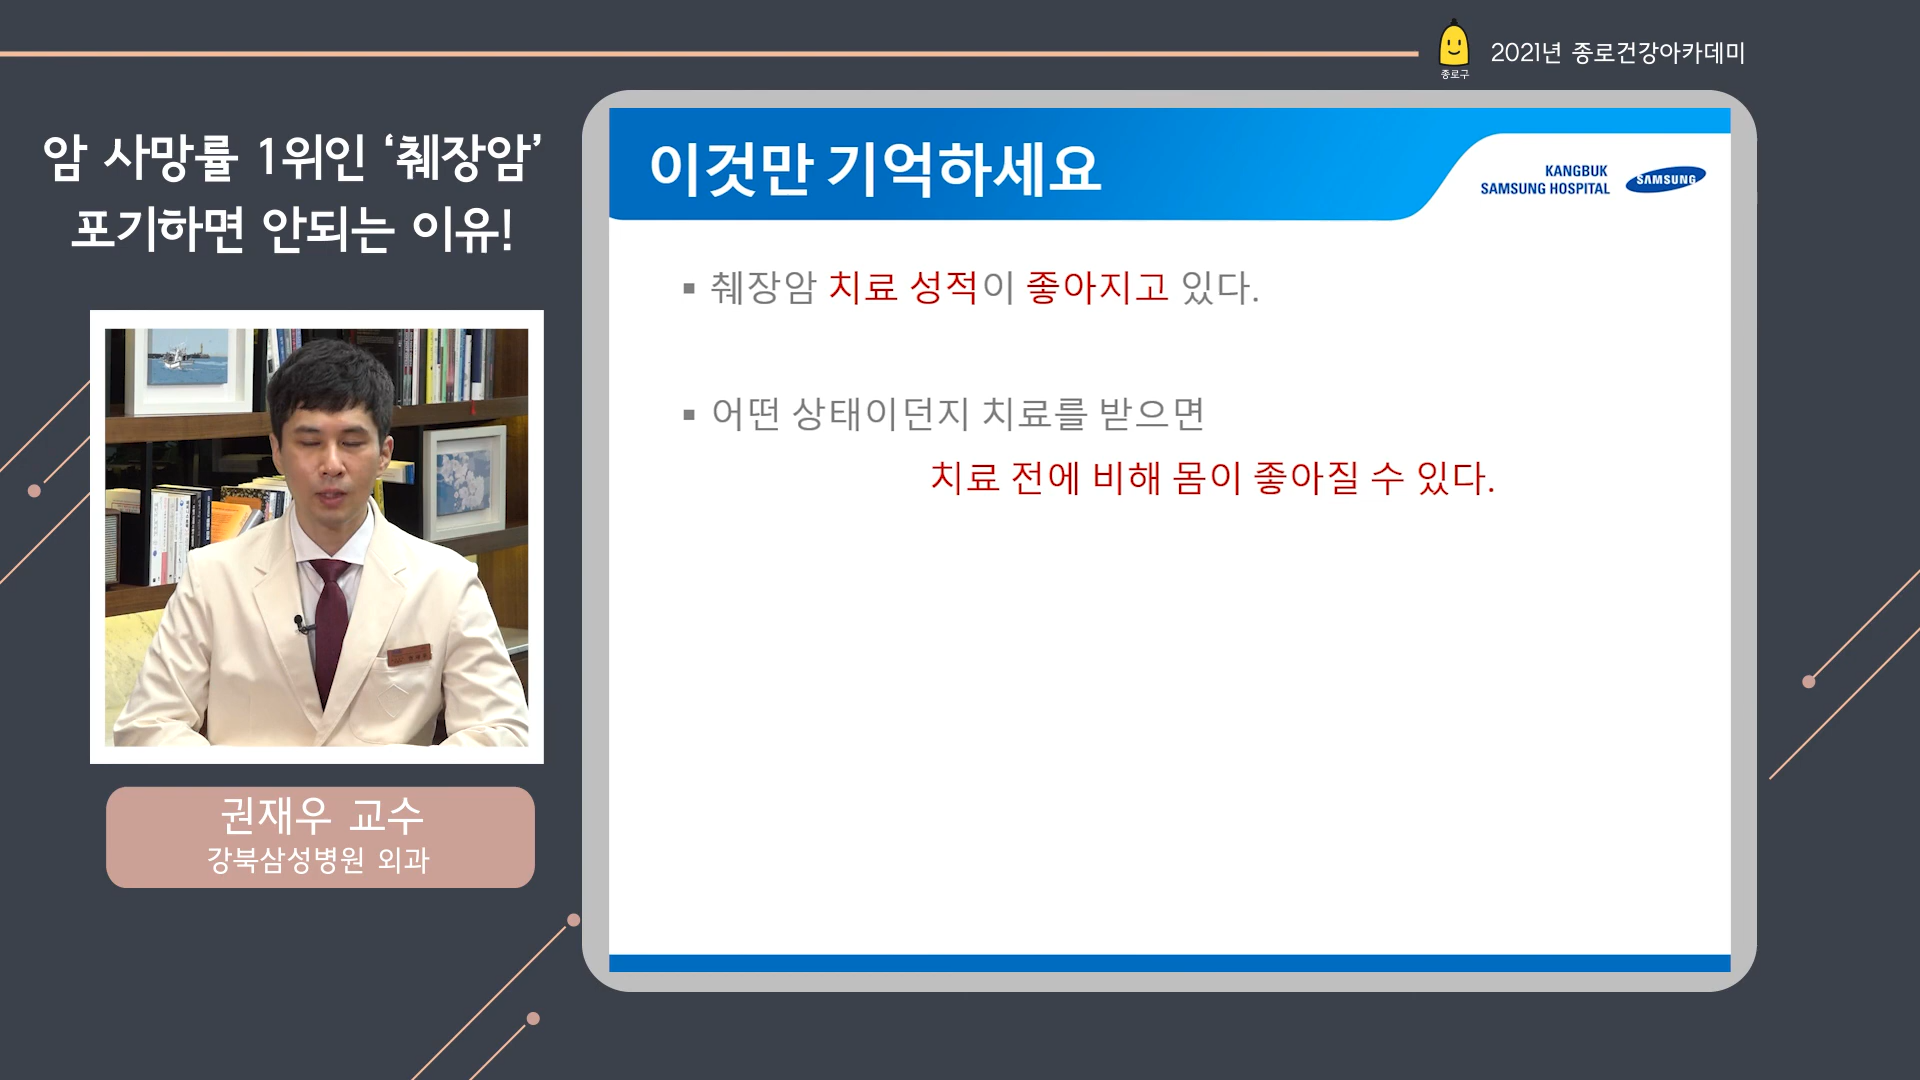 종로구
2021년 종로건강아카데미
암 사망률 1위인 ‘췌장암’
포기하면 안되는 이유!
이것만 기억하세요
KANGBUK
SAMSUNG HOSPITAL
SAMSUNG
▪ 췌장암 치료 성적이 좋아지고 있다.
▪ 어떤 상태이던지 치료를 받으면
치료 전에 비해 몸이 좋아질 수 있다.
권재우 교수
강북삼성병원 외과